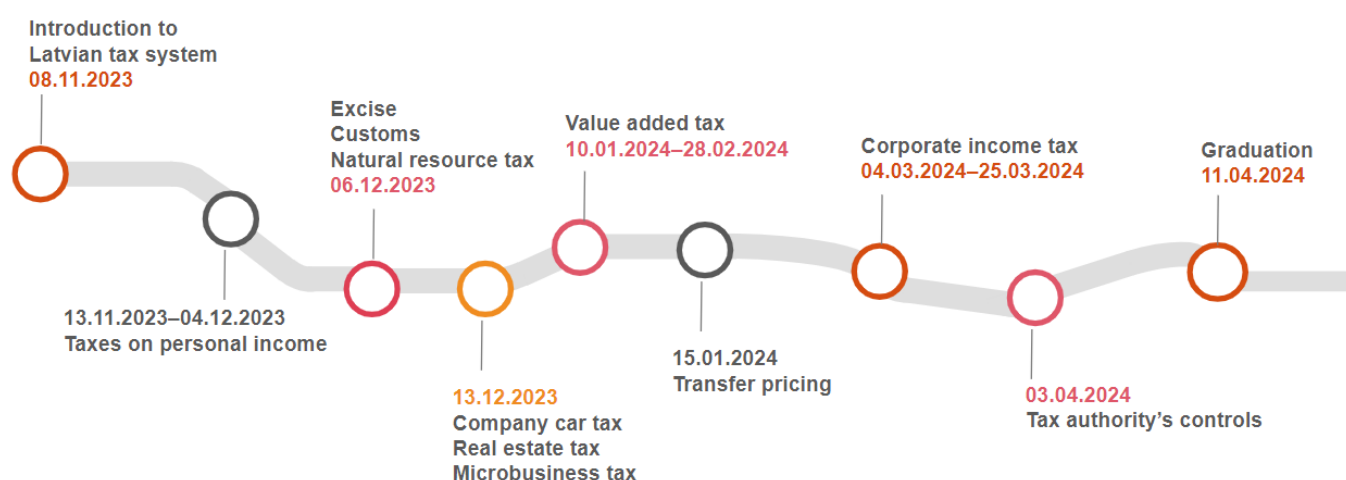 Introduction to
Latvian tax system
08.11.2023
13.11.2023–04.12.2023
Taxes on personal income
Excise
Customs
Natural resource tax
06.12.2023
13.12.2023
Company car tax
Real estate tax
Microbusiness tax
Value added tax
10.01.2024–28.02.2024
15.01.2024
Transfer pricing
Corporate income tax
04.03.2024–25.03.2024
03.04.2024
Tax authority’s controls
Graduation
11.04.2024